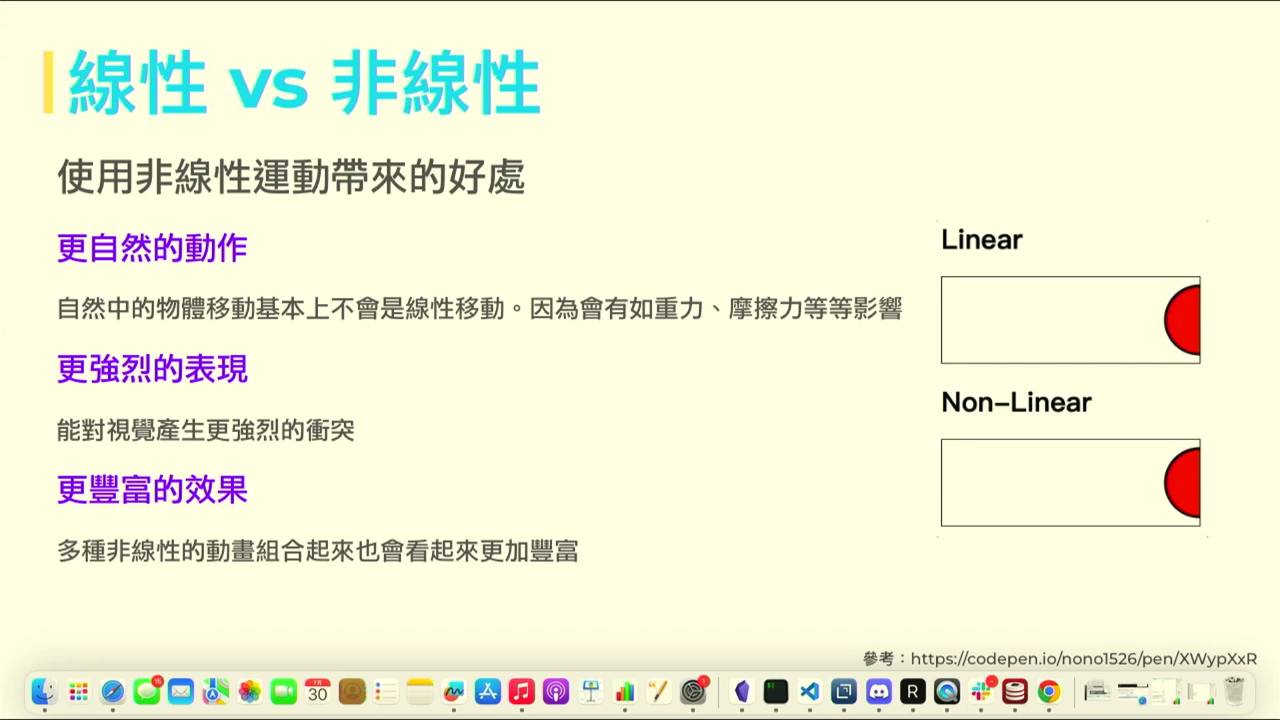 線性 vs 非線性
使用非線性運動帶來的好處
更自然的動作
自然中的物體移動基本上不會是線性移動。因為會有如重力、摩擦力等等影響
更強烈的表現
能對視覺產生更強烈的衝突
更豐富的效果
多種非線性的動畫組合起來也會看起來更加豐富
Linear
Non-Linear
參考：https://codepen.io/nono1526/pen/XWypXxR
15
7月
30
1
R